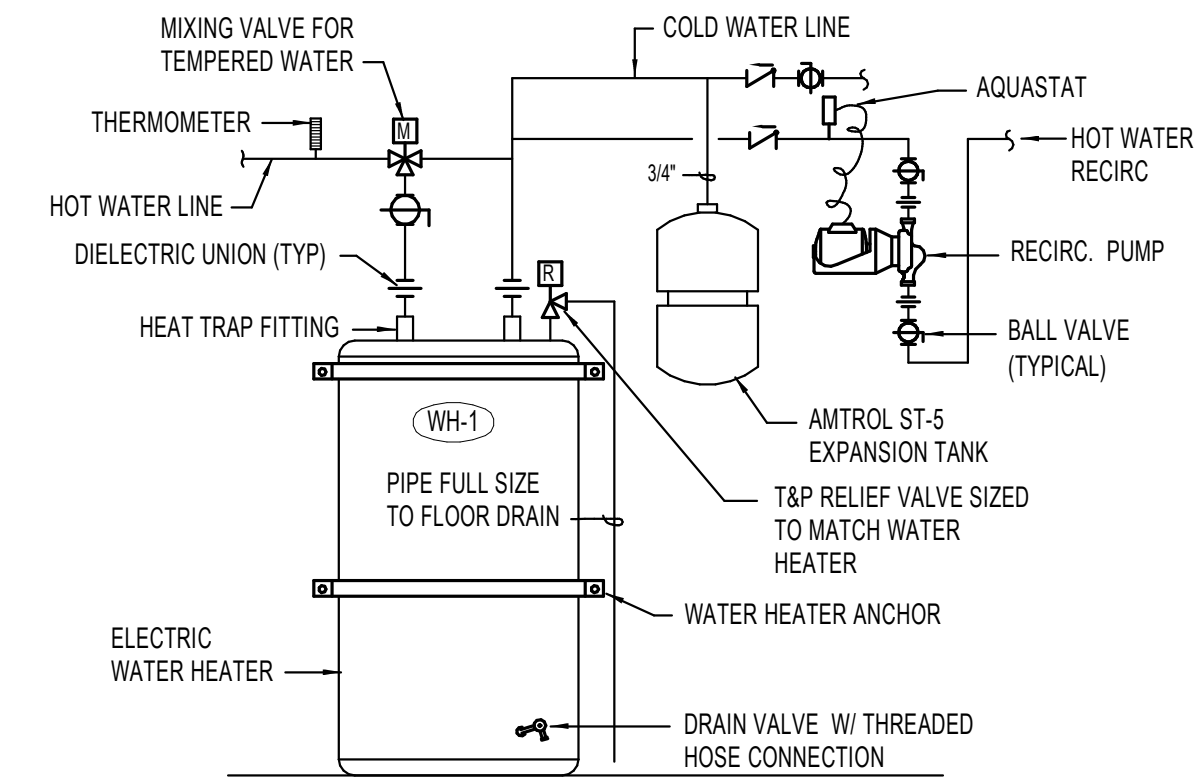 MIXING VALVE FOR
TEMPERED WATER
COLD WATER LINE
AQUASTAT
THERMOMETER
M
HOT WATER
RECIRC
3/4"
HOT WATER LINE
DIELECTRIC UNION (TYP)
R
RECIRC. PUMP
HEAT TRAP FITTING
BALL VALVE
(TYPICAL)
WH-1
AMTROL ST-5
EXPANSION TANK
PIPE FULL SIZE
TO FLOOR DRAIN
T&P RELIEF VALVE SIZED
TO MATCH WATER
HEATER
WATER HEATER ANCHOR
ELECTRIC
WATER HEATER
DRAIN VALVE W/ THREADED
HOSE CONNECTION